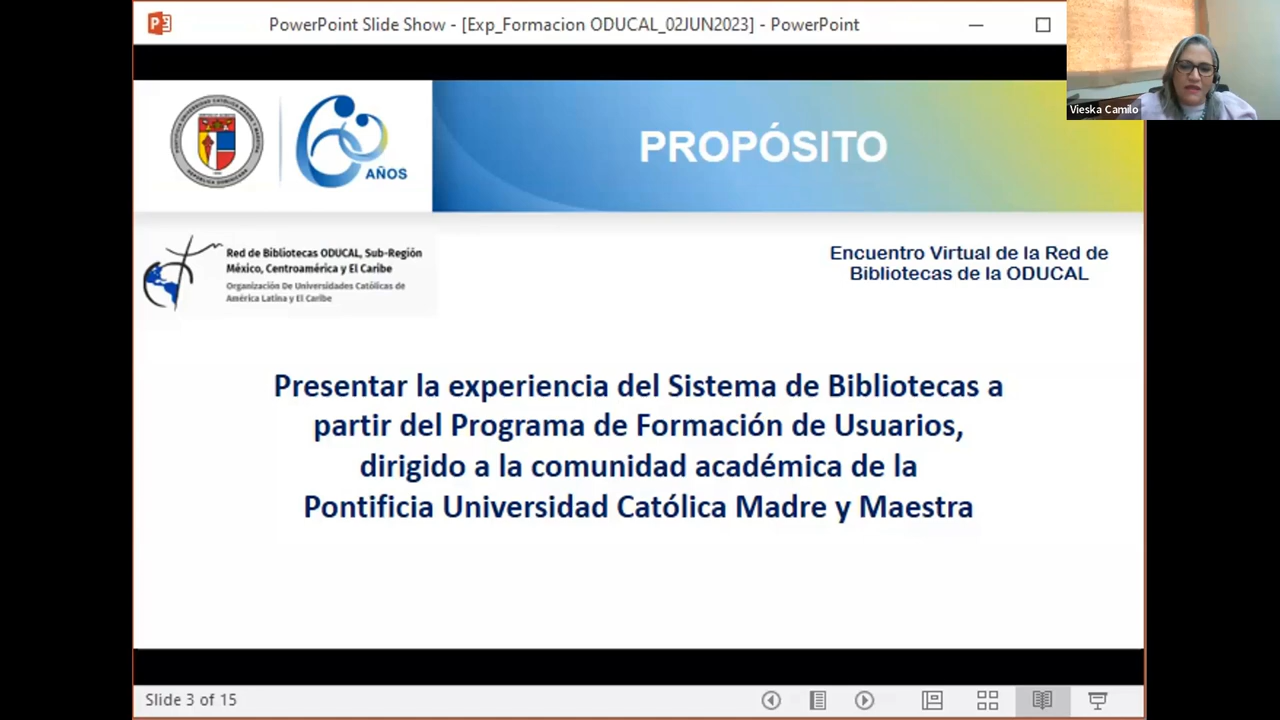 PowerPoint Slide Show - [Exp_Formacion ODUCAL_02JUN2023] - PowerPoint
Vieska Camilo
PROPÓSITO
AÑOS
Red de Bibliotecas ODUCAL, Sub-Región
México, Centroamérica y El Caribe
Organización De Universidades Católicas de
América Latina y El Caribe
Encuentro Virtual de la Red de
Bibliotecas de la ODUCAL
Presentar la experiencia del Sistema de Bibliotecas a
partir del Programa de Formación de Usuarios,
dirigido a la comunidad académica de la
Pontificia Universidad Católica Madre y Maestra
Slide 3 of 15